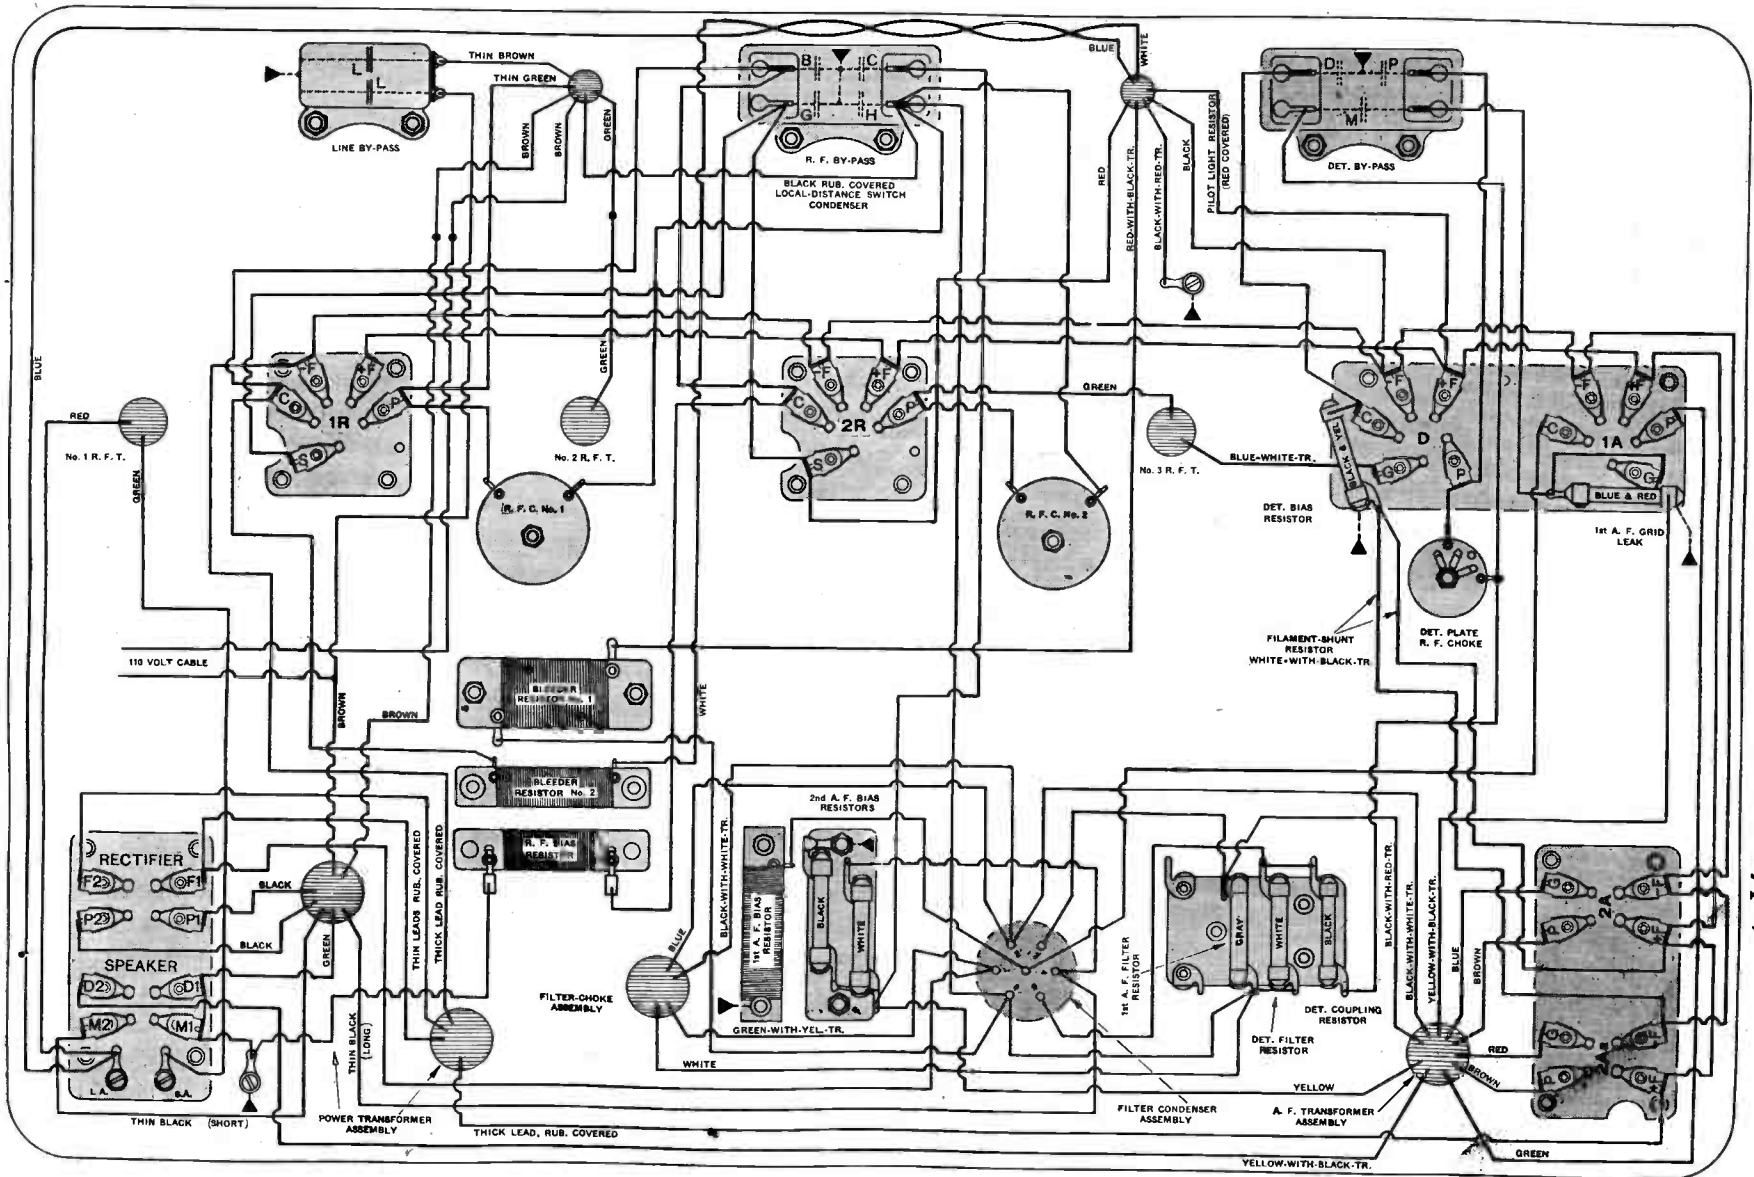 BLUE
WHITE
THIN BROWN
THIN GREEN
L
L
LINE BY-PASS
BROWN
BROWN
GREEN
B
C
G
H
R. F. BY-PASS
BLACK RUB. COVERED
LOCAL-DISTANCE SWITCH
CONDENSER
RED
RED-WITH-BLACK-TR.
BLACK-WITH-RED-TR.
BLACK
PILOT LIGHT RESISTOR
(RED COVERED)
D
P
M
DET. BY-PASS
BLUE
RED
No. 1 R. F. T.
GREEN
-F
+F
C
P
1R
S
GREEN
No. 2 R. F. T.
R. F. C. No. 1
-F
+F
C
P
2R
S
GREEN
No. 3 R. F. T.
R. F. C. No. 2
BLUE-WHITE-TR.
-F
+F
C
D
G
P
BLACK & YEL.
DET. BIAS
RESISTOR
-F
+F
C
P
1A
G
BLUE & RED
1st A. F. GRID
LEAK
DET. PLATE
R. F. CHOKE
FILAMENT-SHUNT
RESISTOR
WHITE-WITH-BLACK-TR.
110 VOLT CABLE
BROWN
BROWN
BLEEDER
RESISTOR No. 1
WHITE
BLEEDER
RESISTOR No. 2
R. F. BIAS
RESISTOR
THIN LEADS RUB. COVERED
THICK LEAD RUB. COVERED
RECTIFIER
F2
F1
P2
P1
SPEAKER
D2
D1
M2
M1
L.A.
S.A.
BLACK
BLACK
GREEN
THIN BLACK
(LONG)
THIN BLACK (SHORT)
POWER TRANSFORMER
ASSEMBLY
THICK LEAD, RUB. COVERED
BLUE
BLACK-WITH-WHITE-TR.
FILTER-CHOKE
ASSEMBLY
GREEN-WITH-YEL-TR.
WHITE
2nd A. F. BIAS
RESISTORS
1st A. F. BIAS
RESISTOR
BLACK
WHITE
1st A. F. FILTER
RESISTOR
GRAY
WHITE
BLACK
DET. COUPLING
RESISTOR
DET. FILTER
RESISTOR
FILTER CONDENSER
ASSEMBLY
BLACK-WITH-RED-TR.
BLACK-WITH-WHITE-TR.
YELLOW-WITH-BLACK-TR.
BLUE
BROWN
RED
BROWN
YELLOW
A. F. TRANSFORMER
ASSEMBLY
GREEN
YELLOW-WITH-BLACK-TR.
G
F
2A
P
F
G
F
2A
P
F